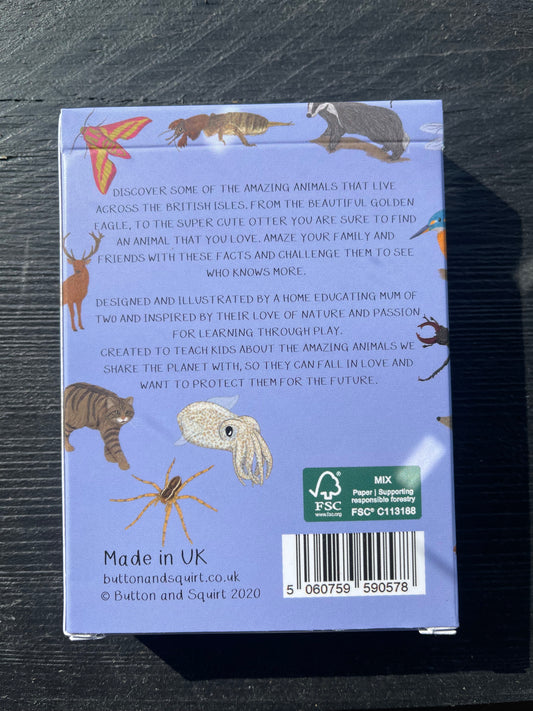 DISCOVER SOME OF THE AMAZING ANIMALS THAT LIVE
ACROSS THE BRITISH ISLES. FROM THE BEAUTIFUL GOLDEN
EAGLE, TO THE SUPER CUTE OTTER YOU ARE SURE TO FIND
AN ANIMAL THAT YOU LOVE. AMAZE YOUR FAMILY AND
FRIENDS WITH THESE FACTS AND CHALLENGE THEM TO SEE
WHO KNOWS MORE.
DESIGNED AND ILLUSTRATED BY A HOME EDUCATING MUM OF
TWO AND INSPIRED BY THEIR LOVE OF NATURE AND PASSION
FOR LEARNING THROUGH PLAY.
CREATED TO TEACH KIDS ABOUT THE AMAZING ANIMALS WE
SHARE THE PLANET WITH, SO THEY CAN FALL IN LOVE AND
WANT TO PROTECT THEM FOR THE FUTURE.
FSC
www.fsc.org
MIX
Paper | Supporting
responsible forestry
FSC® C113188
Made in UK
buttonandsquirt.co.uk
© Button and Squirt 2020
5 060759 590578